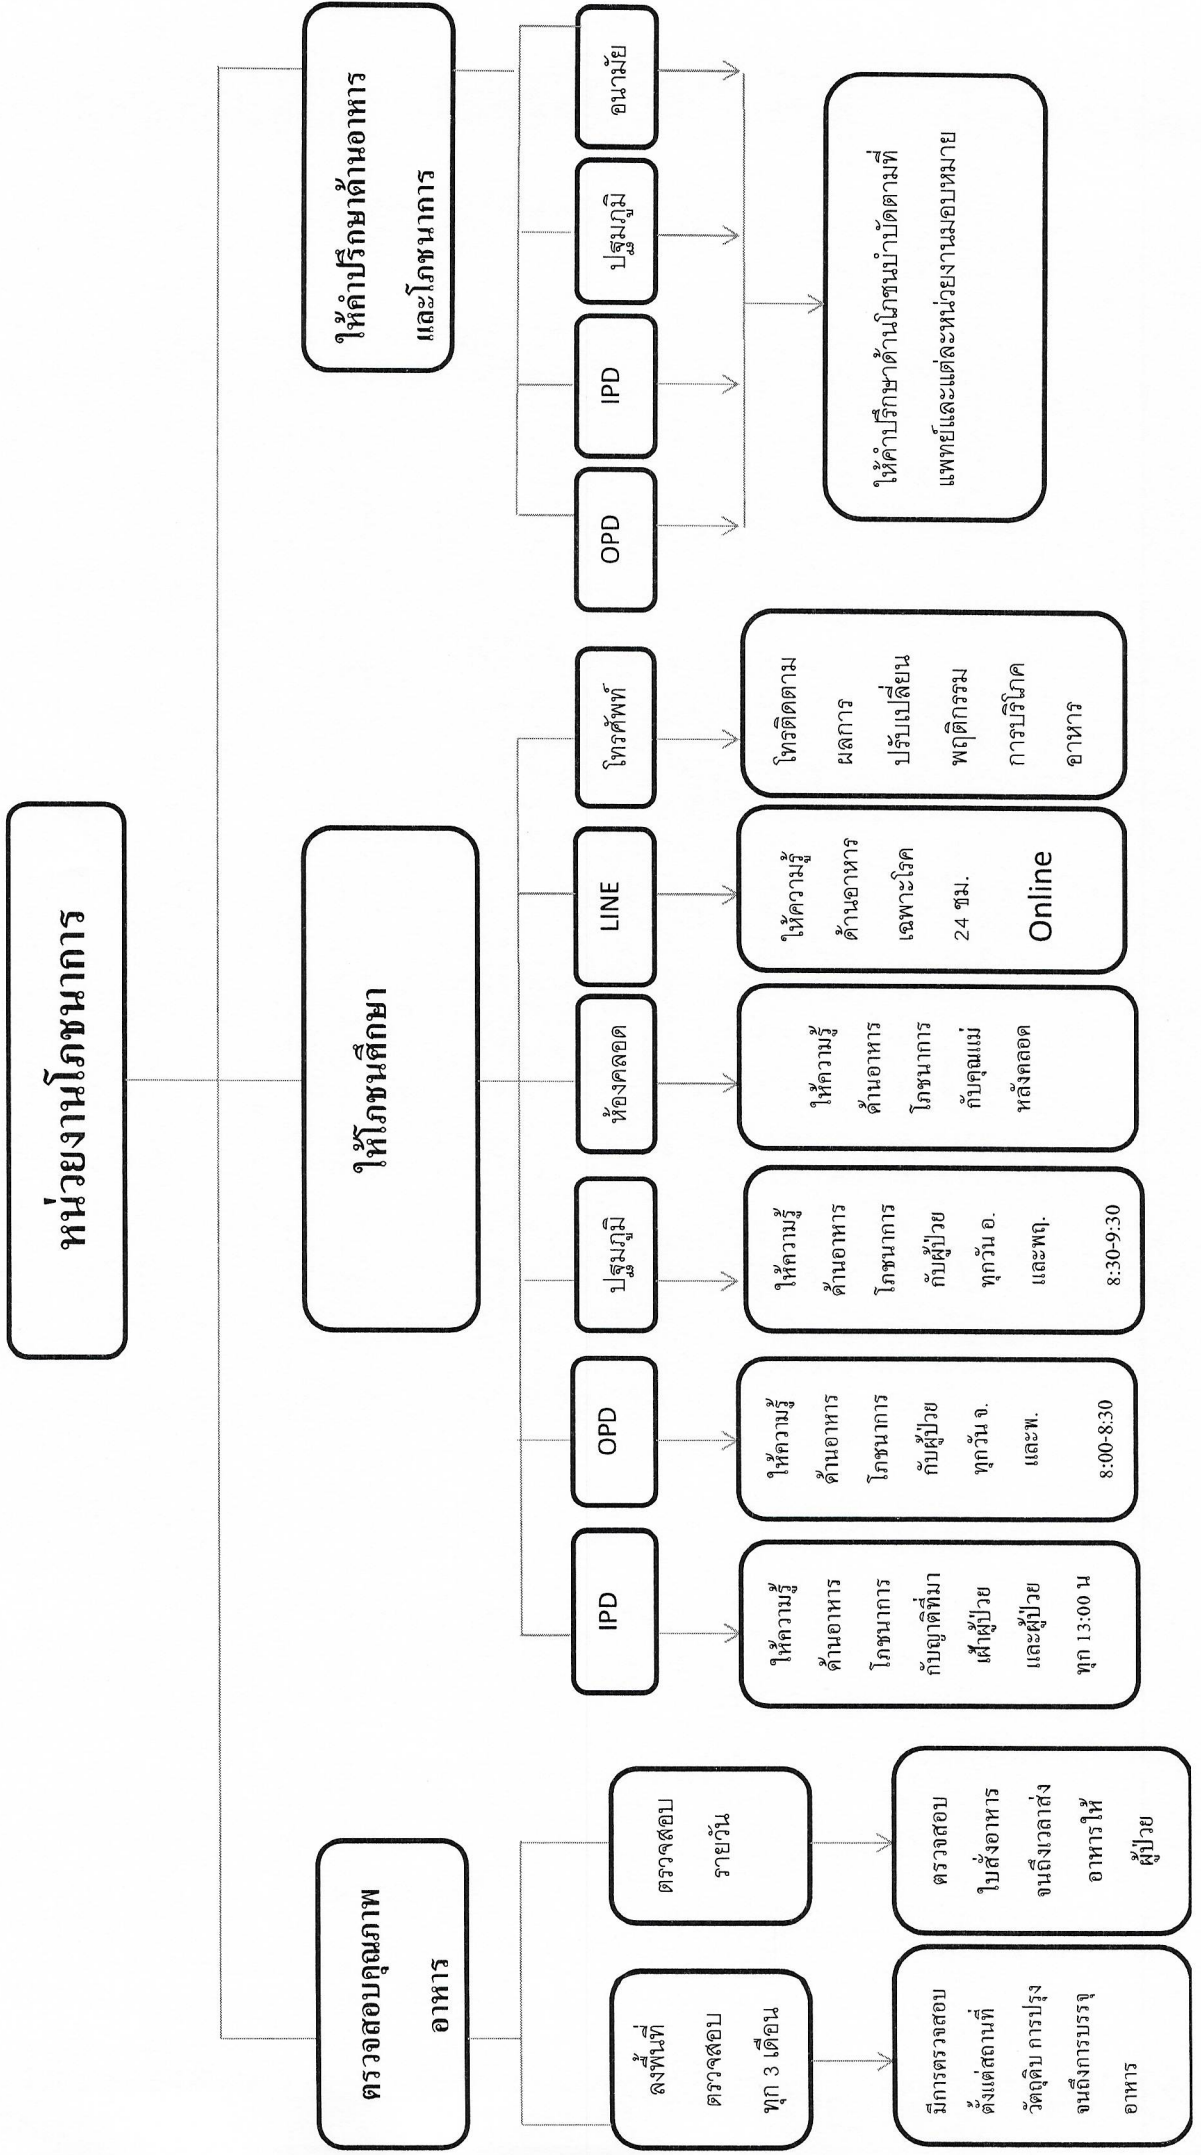 หน่วยงานโภชนาการ
ตรวจสอบคุณภาพ
อาหาร
ให้โภชนศึกษา
ให้คำปรึกษาด้านอาหาร
และโภชนาการ
ลงพื้นที่
ตรวจสอบ
ทุก 3 เดือน
ตรวจสอบ
รายวัน
IPD
OPD
ปฐมภูมิ
ห้องคลอด
LINE
โทรศัพท์
OPD
IPD
ปฐมภูมิ
อนามัย
มีการตรวจสอบ
ตั้งแต่สถานที่
วัตถุดิบ การปรุง
จนถึงการบรรจุ
อาหาร
ตรวจสอบ
ใบสั่งอาหาร
จนถึงเวลาส่ง
อาหารให้
ผู้ป่วย
ให้ความรู้
ด้านอาหาร
โภชนาการ
กับญาติที่มา
เฝ้าผู้ป่วย
และผู้ป่วย
ทุก 13:00 น
ให้ความรู้
ด้านอาหาร
โภชนาการ
กับผู้ป่วย
ทุกวัน จ.
และพ.
8:00-8:30
ให้ความรู้
ด้านอาหาร
โภชนาการ
กับผู้ป่วย
ทุกวัน อ.
และพฤ.
8:30-9:30
ให้ความรู้
ด้านอาหาร
โภชนาการ
กับคุณแม่
หลังคลอด
ให้ความรู้
ด้านอาหาร
เฉพาะโรค
24 ชม.
Online
โทรติดตาม
ผลการ
ปรับเปลี่ยน
พฤติกรรม
การบริโภค
อาหาร
ให้คำปรึกษาด้านโภชนบำบัดตามที่
แพทย์และแต่ละหน่วยงานมอบหมาย